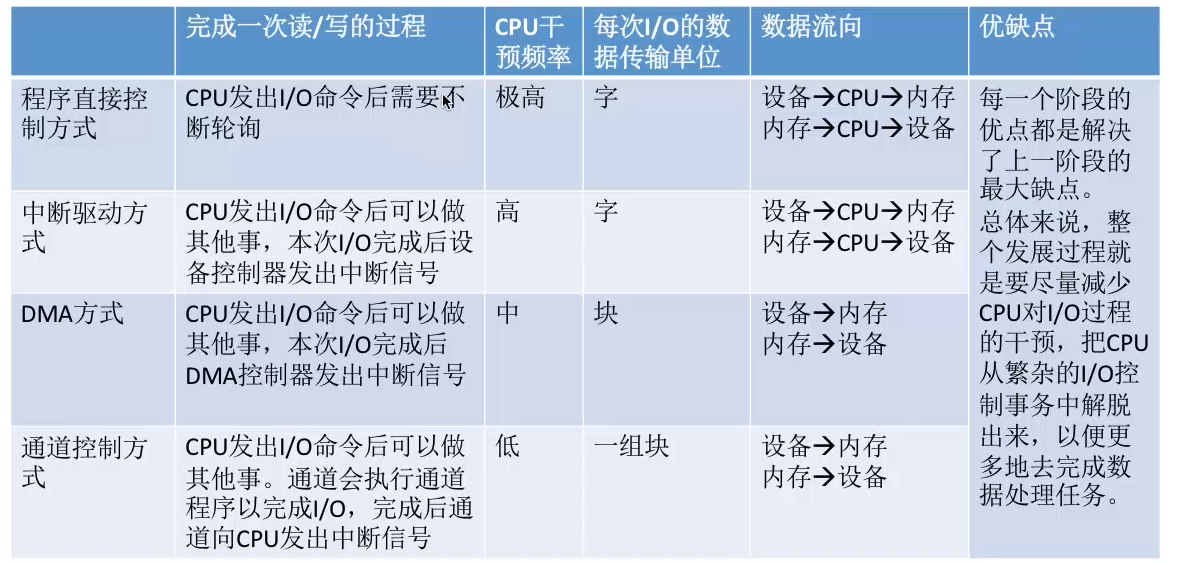 完成一次读/写的过程
CPU干
预频率
每次I/O的数
据传输单位
数据流向
优缺点
程序直接控
制方式
CPU发出I/O命令后需要不
断轮询
极高
字
设备→CPU→内存
内存→CPU→设备
每一个阶段的
优点都是解决
了上一阶段的
最大缺点。
总体来说，整
个发展过程就
是要尽量减少
CPU对I/O过程
的干预，把CPU
从繁杂的I/O控
制事务中解脱
出来，以便更
多地去完成数
据处理任务。
中断驱动方
式
CPU发出I/O命令后可以做
其他事，本次I/O完成后设
备控制器发出中断信号
高
字
设备→CPU→内存
内存→CPU→设备
DMA方式
CPU发出I/O命令后可以做
其他事，本次I/O完成后
DMA控制器发出中断信号
中
块
设备→内存
内存→设备
通道控制方
式
CPU发出I/O命令后可以做
其他事。通道会执行通道
程序以完成I/O，完成后通
道向CPU发出中断信号
低
一组块
设备→内存
内存→设备